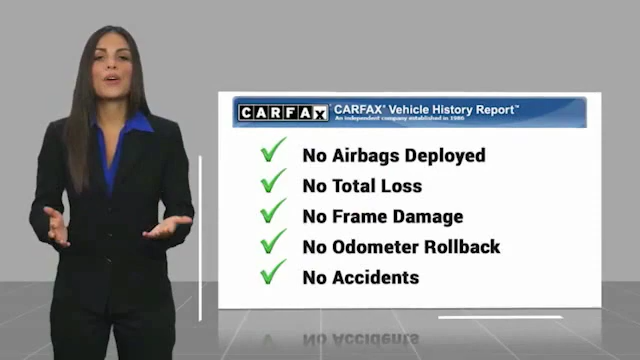 CARFAX CARFAX® Vehicle History Report™
An independent company established in 1986
No Airbags Deployed
No Total Loss
No Frame Damage
No Odometer Rollback
No Accidents